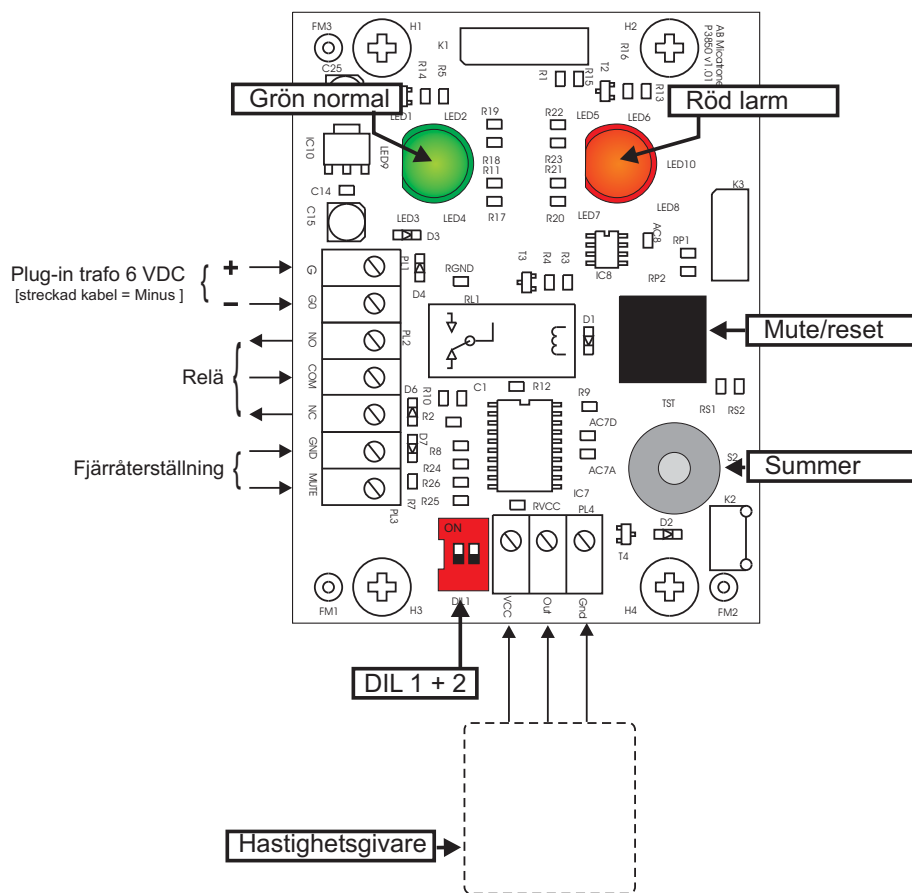 FM3
H1
H2
K1
AB Micatrone
P3850 v1.01
C25
R14
R5
R1
R15
T2
R16
R13
Grön normal
Röd larm
LED1
LED2
R19
R22
LED5
LED6
IC10
LED9
R18
R23
LED10
R11
R21
C14
K3
C15
R17
R20
LED8
LED3
LED4
LED7
D3
AC8
RP1
IC8
RP2
Plug-in trafo 6 VDC
[streckad kabel = Minus ]
+
−
G
G0
PL1
D4
RGND
T3
R4
R3
RL1
D1
NO
PL2
Mute/reset
Relä
COM
NC
D6
R10
C1
R12
R9
TST
RS1
RS2
R2
AC7D
D7
R8
Fjärråterställning
GND
MUTE
R24
R26
R25
R7
AC7A
S2
Summer
IC7
K2
PL3
ON
RVCC
PL4
D2
T4
FM1
H3
DIL1
VCC
Out
Gnd
H4
FM2
DIL 1 + 2
Hastighetsgivare